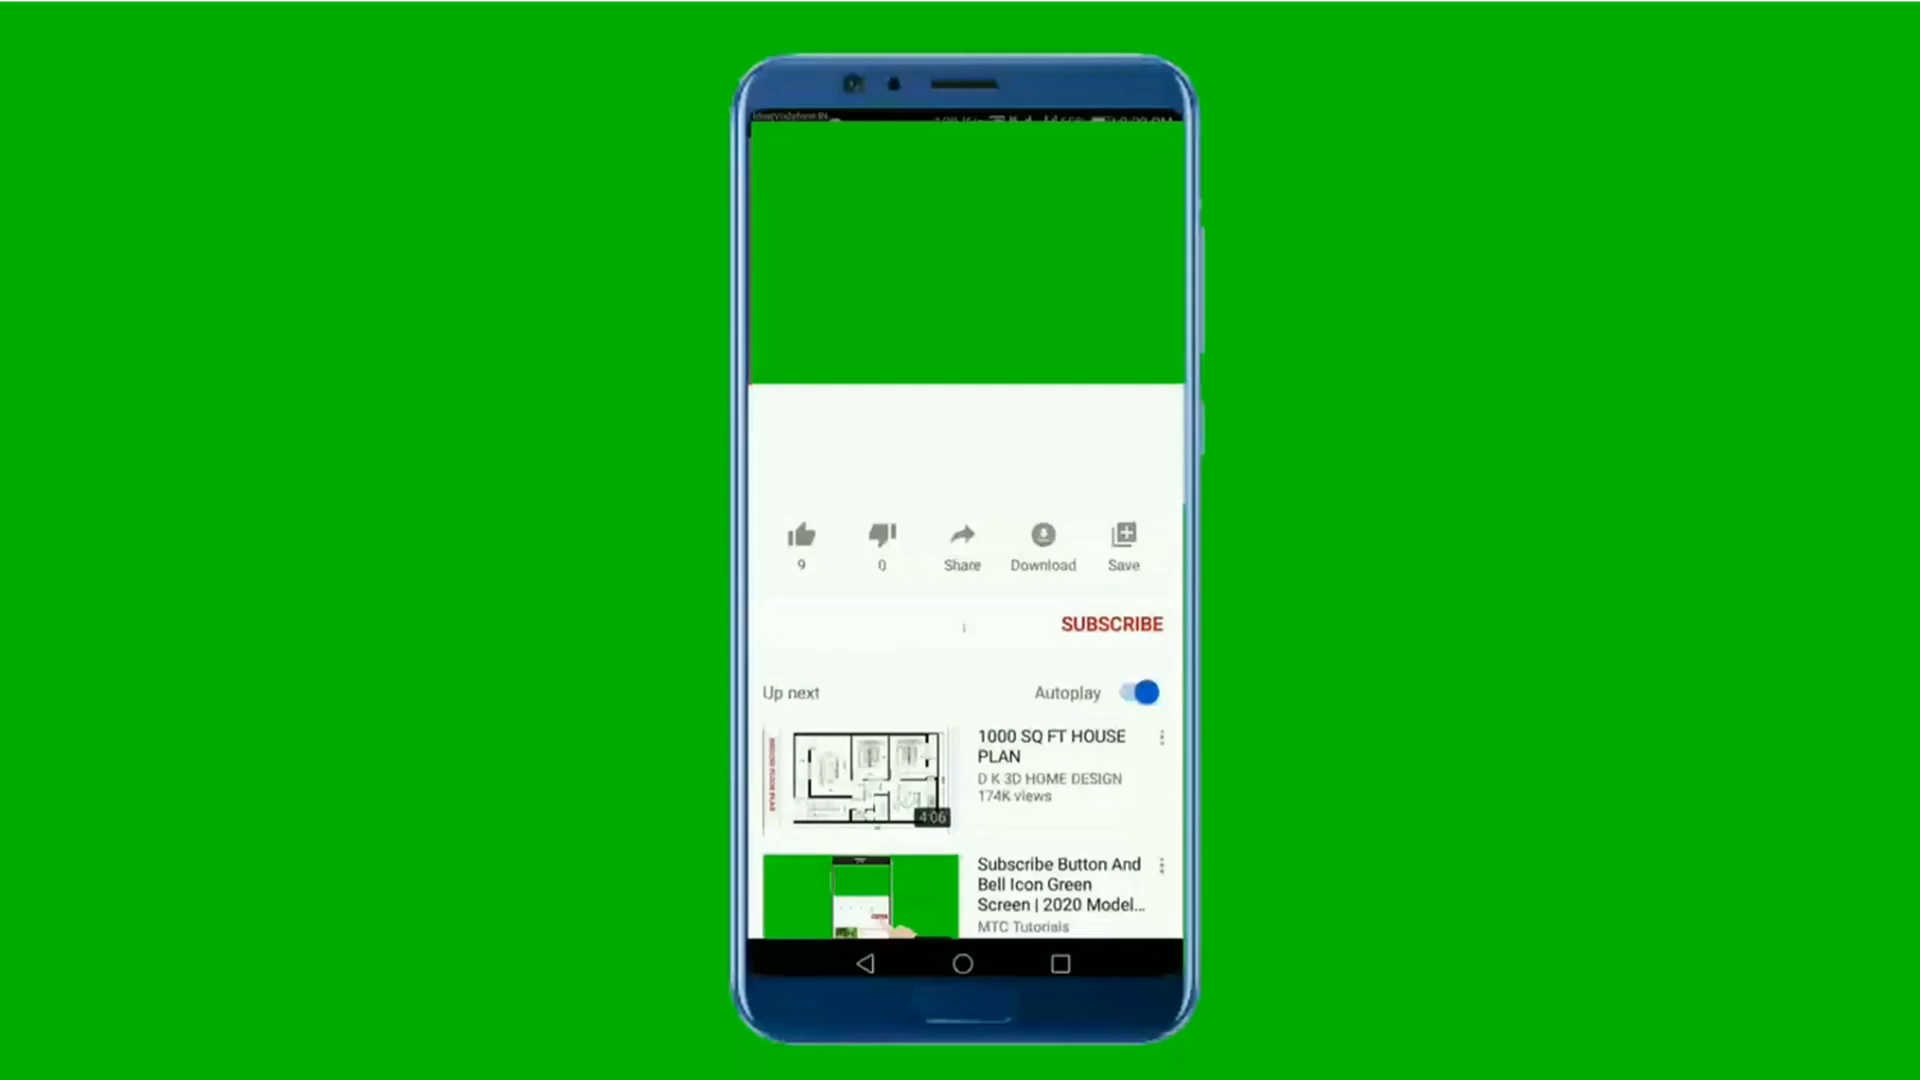 9
0
Share
Download
Save
SUBSCRIBE
Up next
Autoplay
1000 SQ FT HOUSE
PLAN
D K 3D HOME DESIGN
174K views
4:06
Subscribe Button And
Bell Icon Green
Screen | 2020 Model...
MTC Tutorials